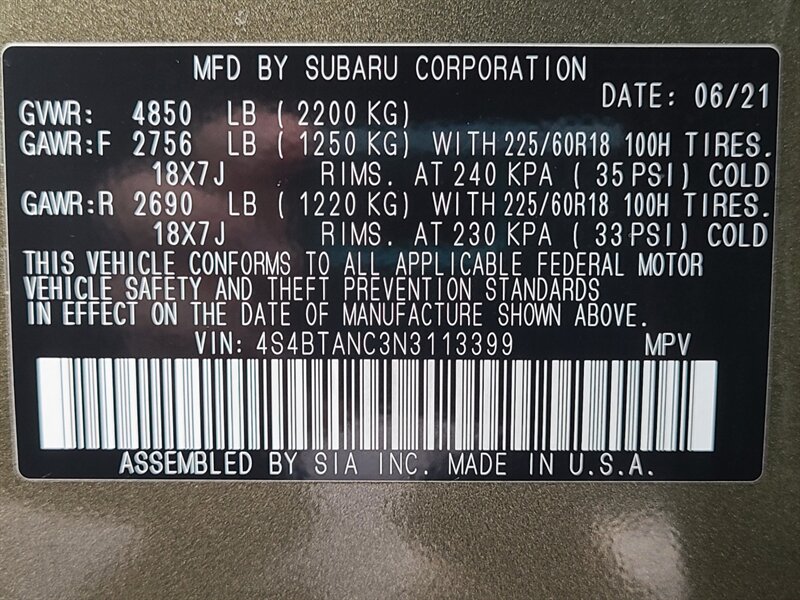 MFD BY SUBARU CORPORATION
DATE: 06/21
GVWR: 4850 LB (2200 KG)
GAWR:F 2756 LB (1250 KG) WITH 225/60R18 100H TIRES.
18X7J RIMS. AT 240 KPA (35 PSI) COLD
GAWR:R 2690 LB (1220 KG) WITH 225/60R18 100H TIRES.
18X7J RIMS. AT 230 KPA (33 PSI) COLD
THIS VEHICLE CONFORMS TO ALL APPLICABLE FEDERAL MOTOR
VEHICLE SAFETY AND THEFT PREVENTION STANDARDS
IN EFFECT ON THE DATE OF MANUFACTURE SHOWN ABOVE.
VIN: 4S4BTANC3N3113399 MPV
ASSEMBLED BY SIA INC. MADE IN U.S.A.